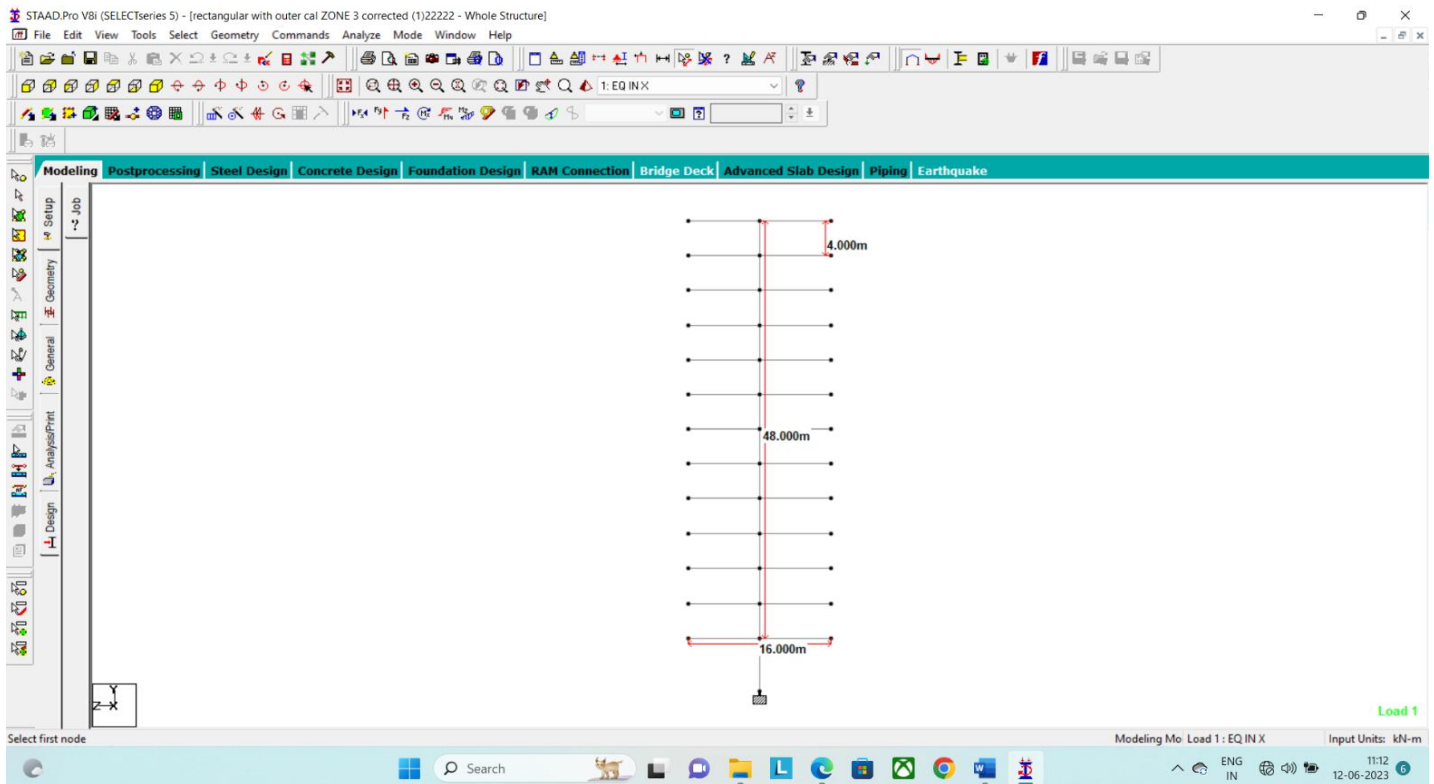 STAAD.Pro V8i (SELECTseries 5) - [rectangular with outer cal ZONE 3 corrected (1)22222 - Whole Structure]
File Edit View Tools Select Geometry Commands Analyze Mode Window Help
1: EQ IN X
Modeling Postprocessing Steel Design Concrete Design Foundation Design RAM Connection Bridge Deck Advanced Slab Design Piping Earthquake
Setup
Job
Geometry
General
Analysis/Print
Design
4.000m
48.000m
16.000m
Y
Z X
Load 1
Select first node
Modeling Mo Load 1 : EQ IN X Input Units: kN-m
Search
ENG
IN
11:12
12-06-2023
6